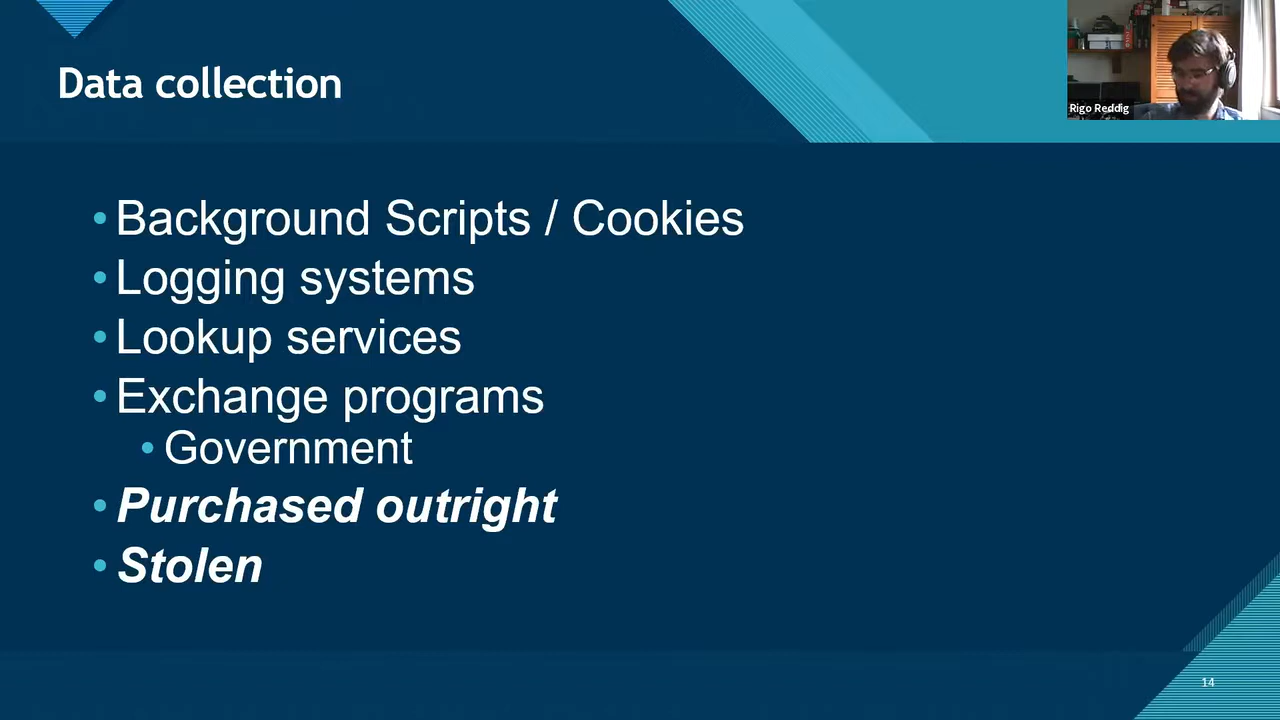 Data collection
Rigo Reddig
• Background Scripts / Cookies
• Logging systems
• Lookup services
• Exchange programs
• Government
• Purchased outright
• Stolen
14